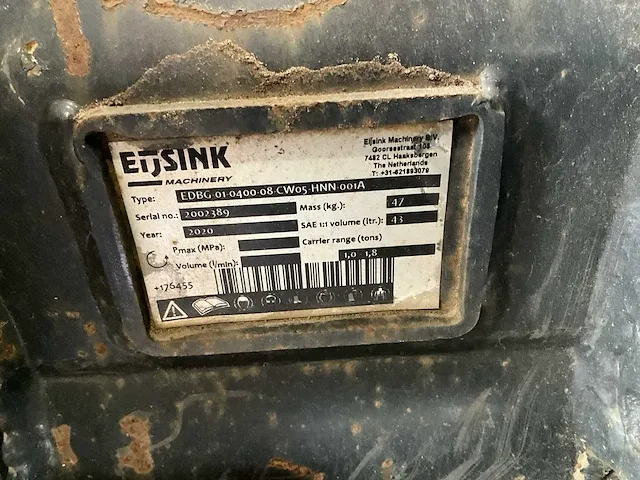 EIJSINK
MACHINERY
Eijsink Machinery B.V.
Goorsestraat 108
7482 CL Haaksbergen
The Netherlands
T: +31-621893079
Type: EDBG-01-0400-08-CW05-HNN-001A
Serial no.: 2002389
Mass (kg.): 47
Year: 2020
SAE 1:1 volume (ltr.): 43
Pmax (MPa):
Carrier range (tons)
Volume (l/min):
1,0 1,8
+176455